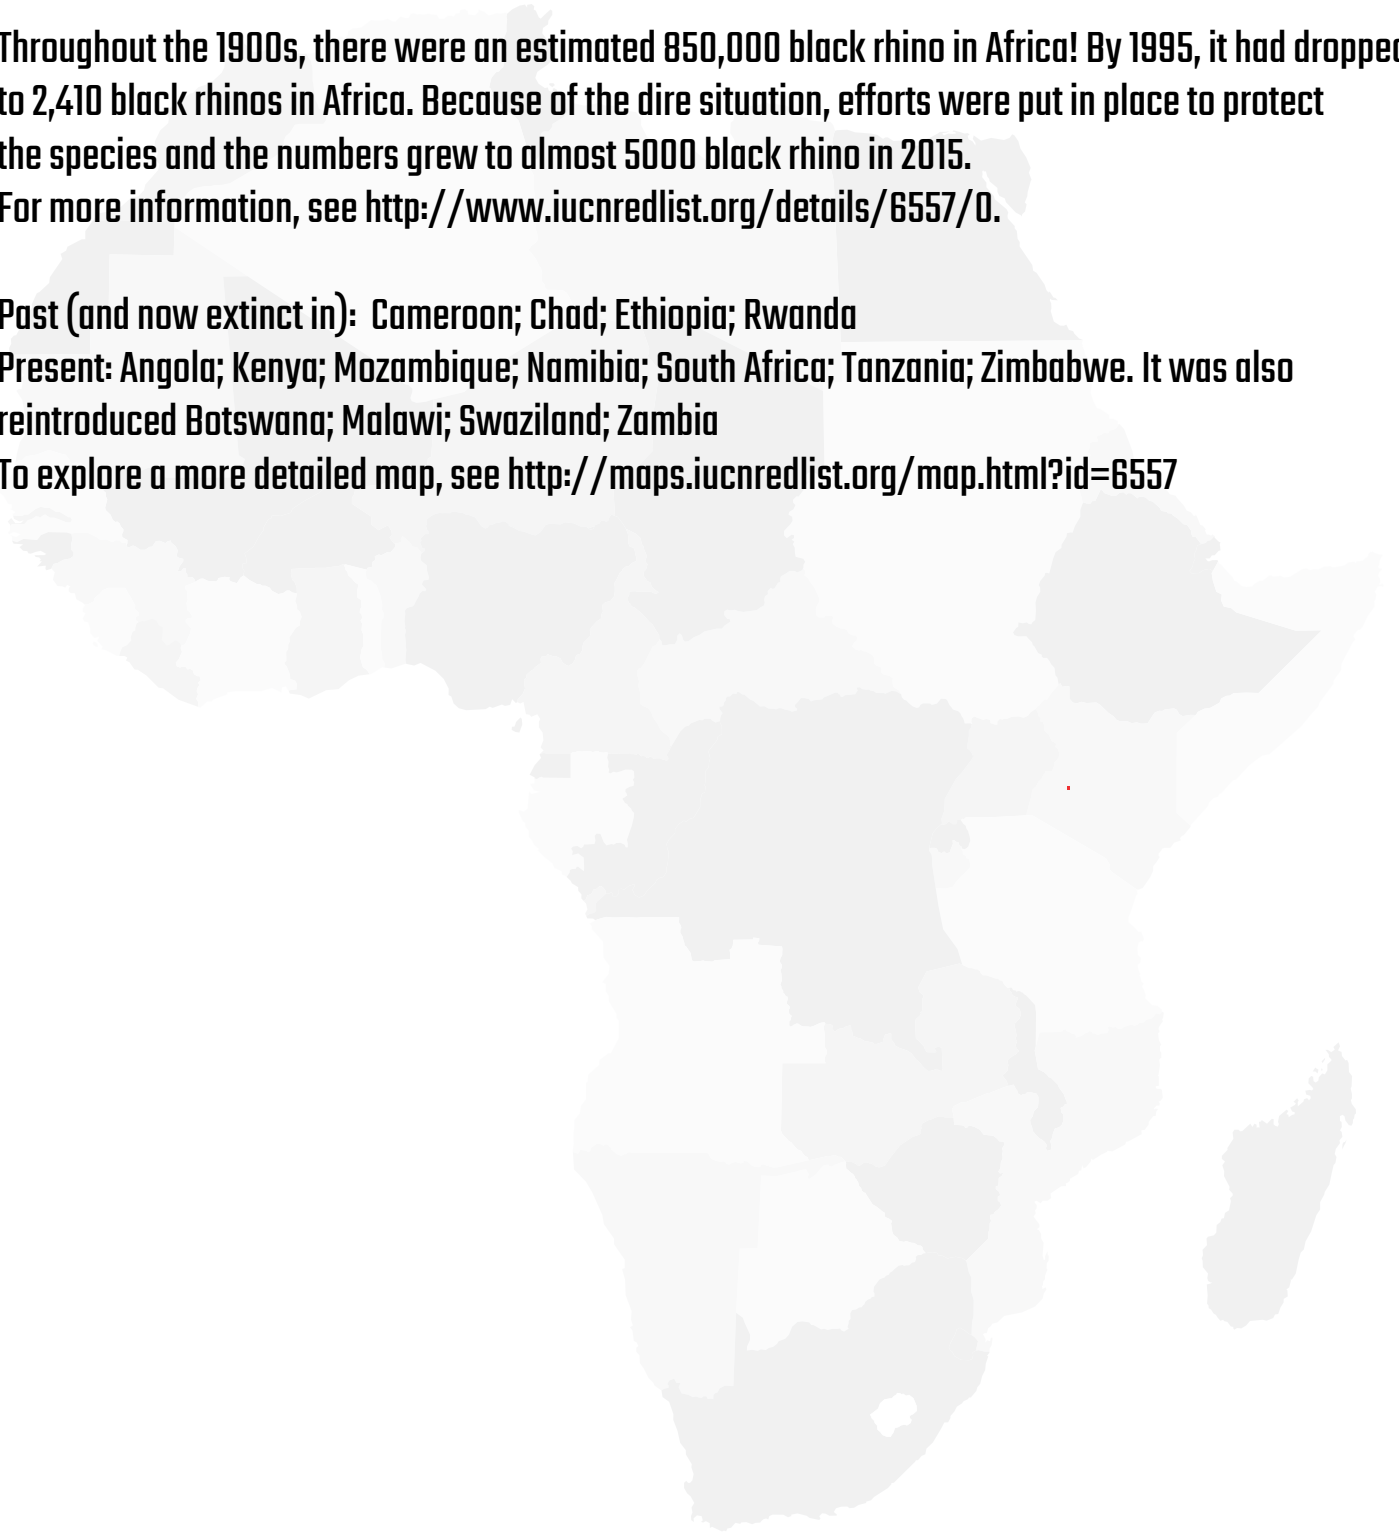 Throughout the 1900s, there were an estimated 850,000 black rhino in Africa! By 1995, it had dropped
to 2,410 black rhinos in Africa. Because of the dire situation, efforts were put in place to protect
the species and the numbers grew to almost 5000 black rhino in 2015.
For more information, see http://www.iucnredlist.org/details/6557/0.
Past (and now extinct in): Cameroon; Chad; Ethiopia; Rwanda
Present: Angola; Kenya; Mozambique; Namibia; South Africa; Tanzania; Zimbabwe. It was also
reintroduced Botswana; Malawi; Swaziland; Zambia
To explore a more detailed map, see http://maps.iucnredlist.org/map.html?id=6557